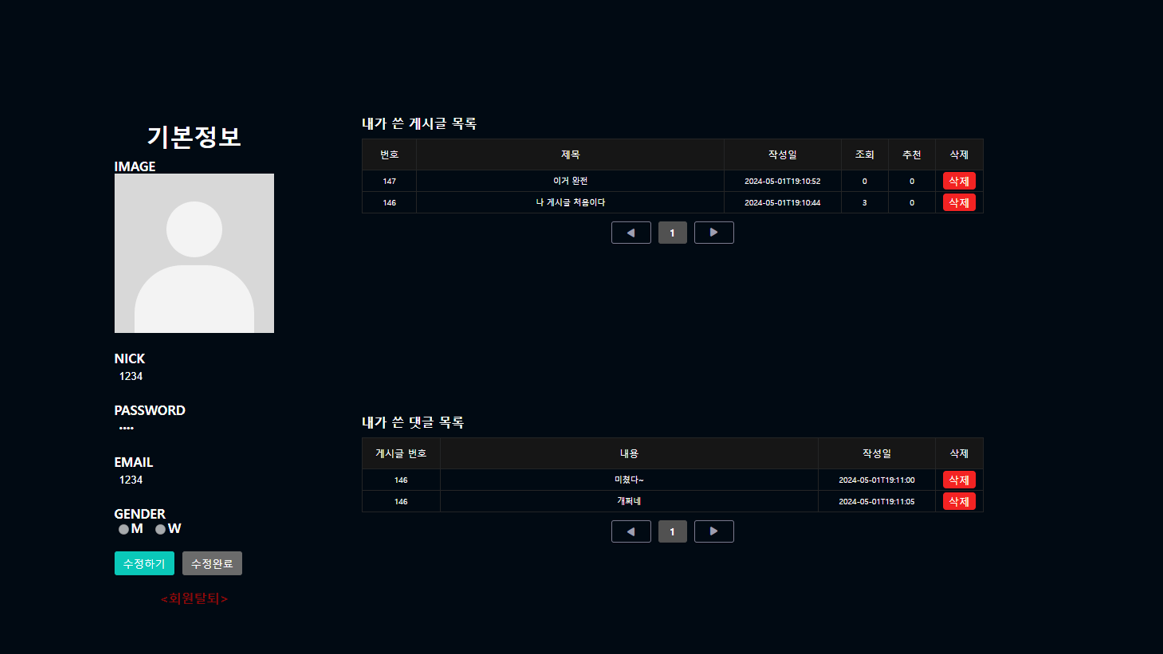 기본정보
IMAGE
NICK
1234
PASSWORD
••••
EMAIL
1234
GENDER
M W
수정하기 수정완료
<회원탈퇴>
내가 쓴 게시글 목록
번호 제목 작성일 조회 추천 삭제
147 이거 완전 2024-05-01T19:10:52 0 0 삭제
146 나 게시글 처음이다 2024-05-01T19:10:44 3 0 삭제
◀ 1 ▶
내가 쓴 댓글 목록
게시글 번호 내용 작성일 삭제
146 미쳤다~ 2024-05-01T19:11:00 삭제
146 개쩌네 2024-05-01T19:11:05 삭제
◀ 1 ▶